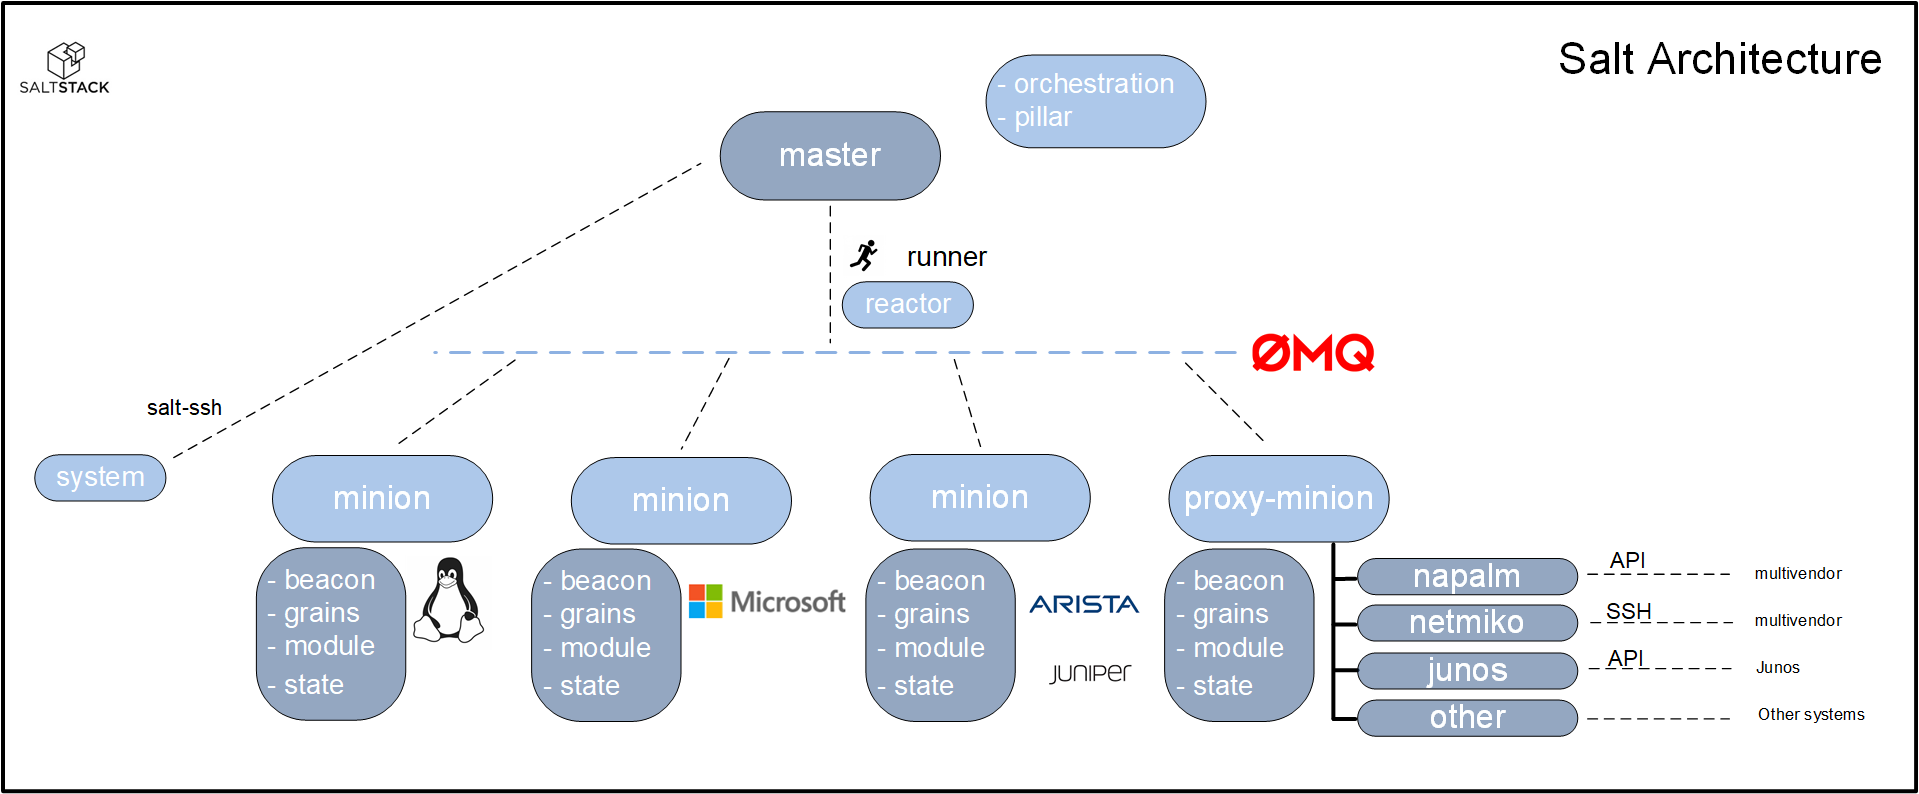 Salt Architecture
SALTSTACK
- orchestration
- pillar
master
runner
reactor
ØMQ
salt-ssh
system
minion
- beacon
- grains
- module
- state
minion
- beacon
- grains
- module
- state
Microsoft
minion
- beacon
- grains
- module
- state
ARISTA
JUNIPER
proxy-minion
- beacon
- grains
- module
- state
napalm
API
multivendor
netmiko
SSH
multivendor
junos
API
Junos
other
Other systems